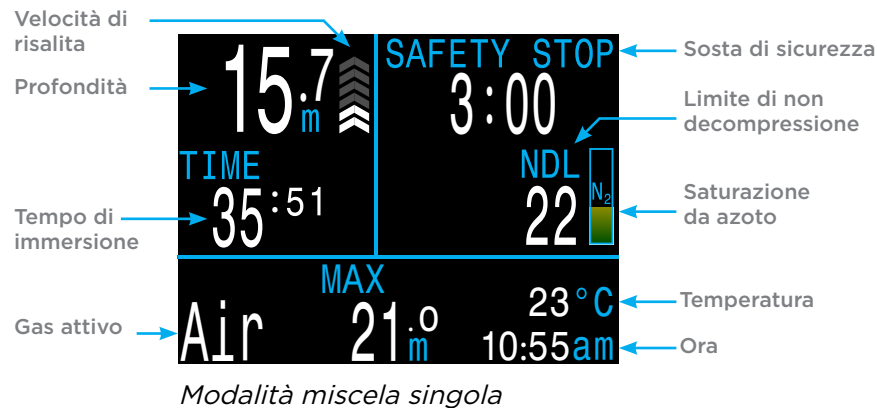 Velocità di
risalita
Profondità
15.7
m
SAFETY STOP
3:00
Sosta di sicurezza
Limite di non
decompressione
TIME
35:51
NDL
22
N₂
Tempo di
immersione
Saturazione
da azoto
Gas attivo
Air
MAX
21.0
m
23°C
10:55am
Temperatura
Ora
Modalità miscela singola